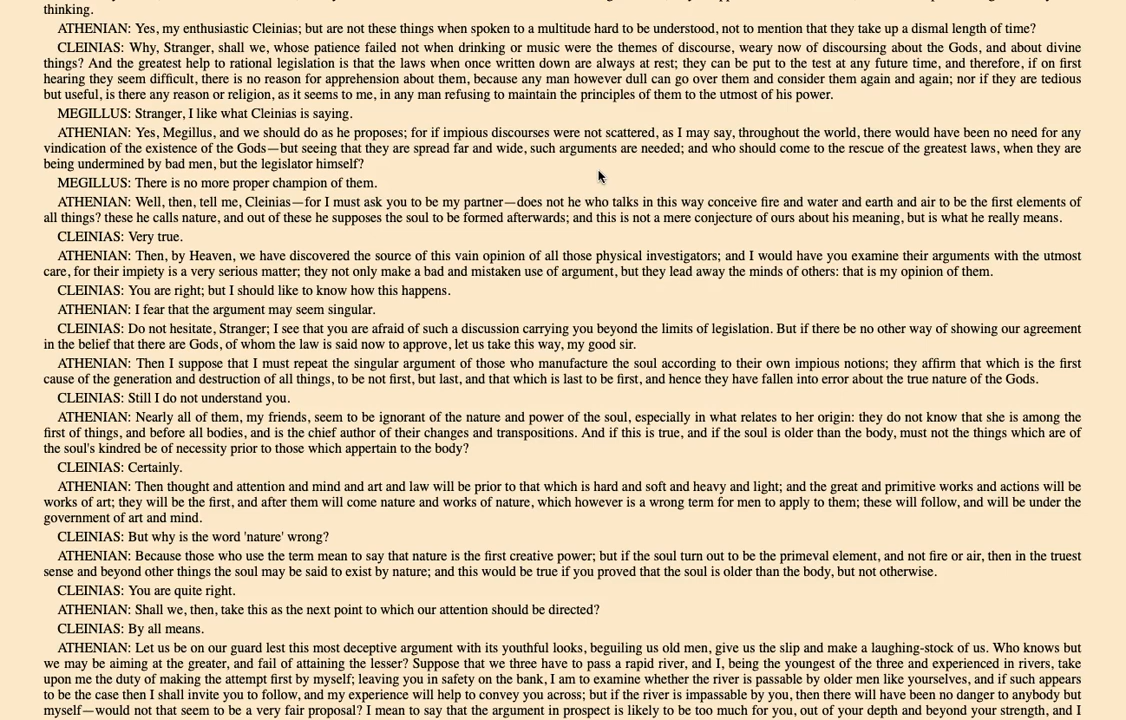 thinking.
ATHENIAN: Yes, my enthusiastic Cleinias; but are not these things when spoken to a multitude hard to be understood, not to mention that they take up a dismal length of time?
CLEINIAS: Why, Stranger, shall we, whose patience failed not when drinking or music were the themes of discourse, weary now of discoursing about the Gods, and about divine
things? And the greatest help to rational legislation is that the laws when once written down are always at rest; they can be put to the test at any future time, and therefore, if on first
hearing they seem difficult, there is no reason for apprehension about them, because any man however dull can go over them and consider them again and again; nor if they are tedious
but useful, is there any reason or religion, as it seems to me, in any man refusing to maintain the principles of them to the utmost of his power.
MEGILLUS: Stranger, I like what Cleinias is saying.
ATHENIAN: Yes, Megillus, and we should do as he proposes; for if impious discourses were not scattered, as I may say, throughout the world, there would have been no need for any
vindication of the existence of the Gods—but seeing that they are spread far and wide, such arguments are needed; and who should come to the rescue of the greatest laws, when they are
being undermined by bad men, but the legislator himself?
MEGILLUS: There is no more proper champion of them.
ATHENIAN: Well, then, tell me, Cleinias—for I must ask you to be my partner—does not he who talks in this way conceive fire and water and earth and air to be the first elements of
all things? these he calls nature, and out of these he supposes the soul to be formed afterwards; and this is not a mere conjecture of ours about his meaning, but is what he really means.
CLEINIAS: Very true.
ATHENIAN: Then, by Heaven, we have discovered the source of this vain opinion of all those physical investigators; and I would have you examine their arguments with the utmost
care, for their impiety is a very serious matter; they not only make a bad and mistaken use of argument, but they lead away the minds of others: that is my opinion of them.
CLEINIAS: You are right; but I should like to know how this happens.
ATHENIAN: I fear that the argument may seem singular.
CLEINIAS: Do not hesitate, Stranger; I see that you are afraid of such a discussion carrying you beyond the limits of legislation. But if there be no other way of showing our agreement
in the belief that there are Gods, of whom the law is said now to approve, let us take this way, my good sir.
ATHENIAN: Then I suppose that I must repeat the singular argument of those who manufacture the soul according to their own impious notions; they affirm that which is the first
cause of the generation and destruction of all things, to be not first, but last, and that which is last to be first, and hence they have fallen into error about the true nature of the Gods.
CLEINIAS: Still I do not understand you.
ATHENIAN: Nearly all of them, my friends, seem to be ignorant of the nature and power of the soul, especially in what relates to her origin: they do not know that she is among the
first of things, and before all bodies, and is the chief author of their changes and transpositions. And if this is true, and if the soul is older than the body, must not the things which are of
the soul's kindred be of necessity prior to those which appertain to the body?
CLEINIAS: Certainly.
ATHENIAN: Then thought and attention and mind and art and law will be prior to that which is hard and soft and heavy and light; and the great and primitive works and actions will be
works of art; they will be the first, and after them will come nature and works of nature, which however is a wrong term for men to apply to them; these will follow, and will be under the
government of art and mind.
CLEINIAS: But why is the word 'nature' wrong?
ATHENIAN: Because those who use the term mean to say that nature is the first creative power; but if the soul turn out to be the primeval element, and not fire or air, then in the truest
sense and beyond other things the soul may be said to exist by nature; and this would be true if you proved that the soul is older than the body, but not otherwise.
CLEINIAS: You are quite right.
ATHENIAN: Shall we, then, take this as the next point to which our attention should be directed?
CLEINIAS: By all means.
ATHENIAN: Let us be on our guard lest this most deceptive argument with its youthful looks, beguiling us old men, give us the slip and make a laughing-stock of us. Who knows but
we may be aiming at the greater, and fail of attaining the lesser? Suppose that we three have to pass a rapid river, and I, being the youngest of the three and experienced in rivers, take
upon me the duty of making the attempt first by myself; leaving you in safety on the bank, I am to examine whether the river is passable by older men like yourselves, and if such appears
to be the case then I shall invite you to follow, and my experience will help to convey you across; but if the river is impassable by you, then there will have been no danger to anybody but
myself—would not that seem to be a very fair proposal? I mean to say that the argument in prospect is likely to be too much for you, out of your depth and beyond your strength, and I